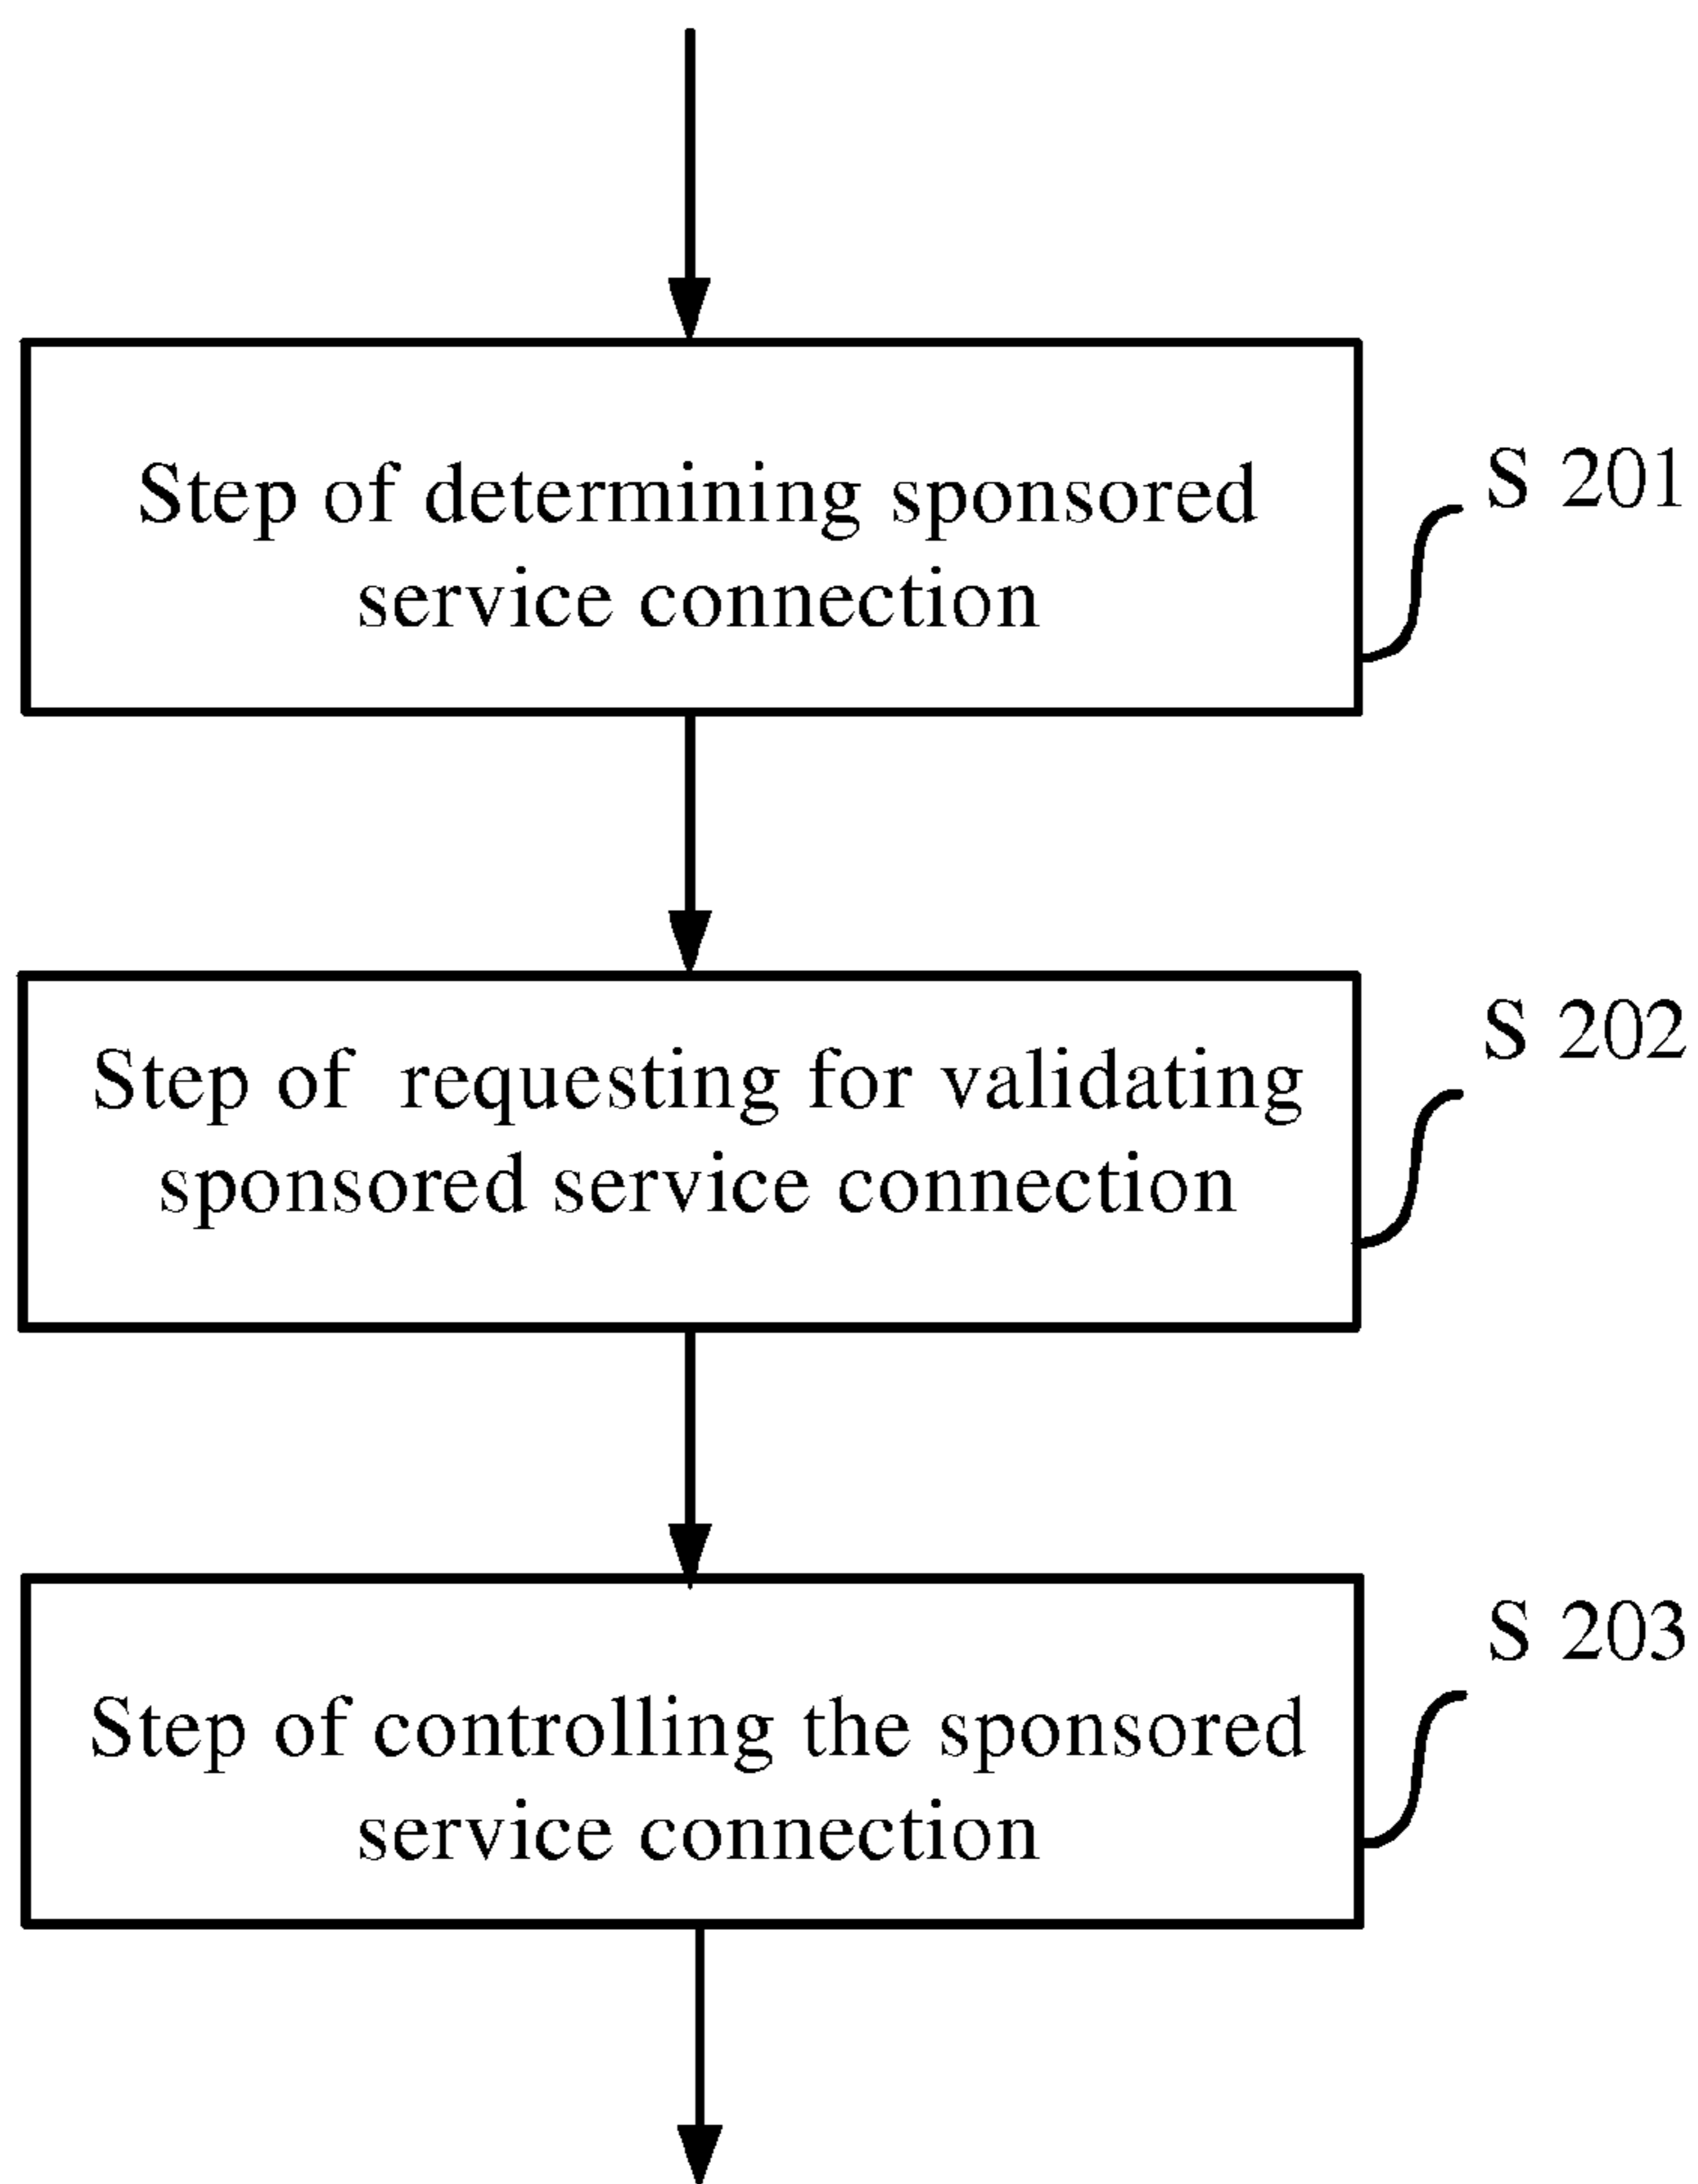 Step of determining sponsored
service connection
S 201
Step of requesting for validating
sponsored service connection
S 202
Step of controlling the sponsored
service connection
S 203